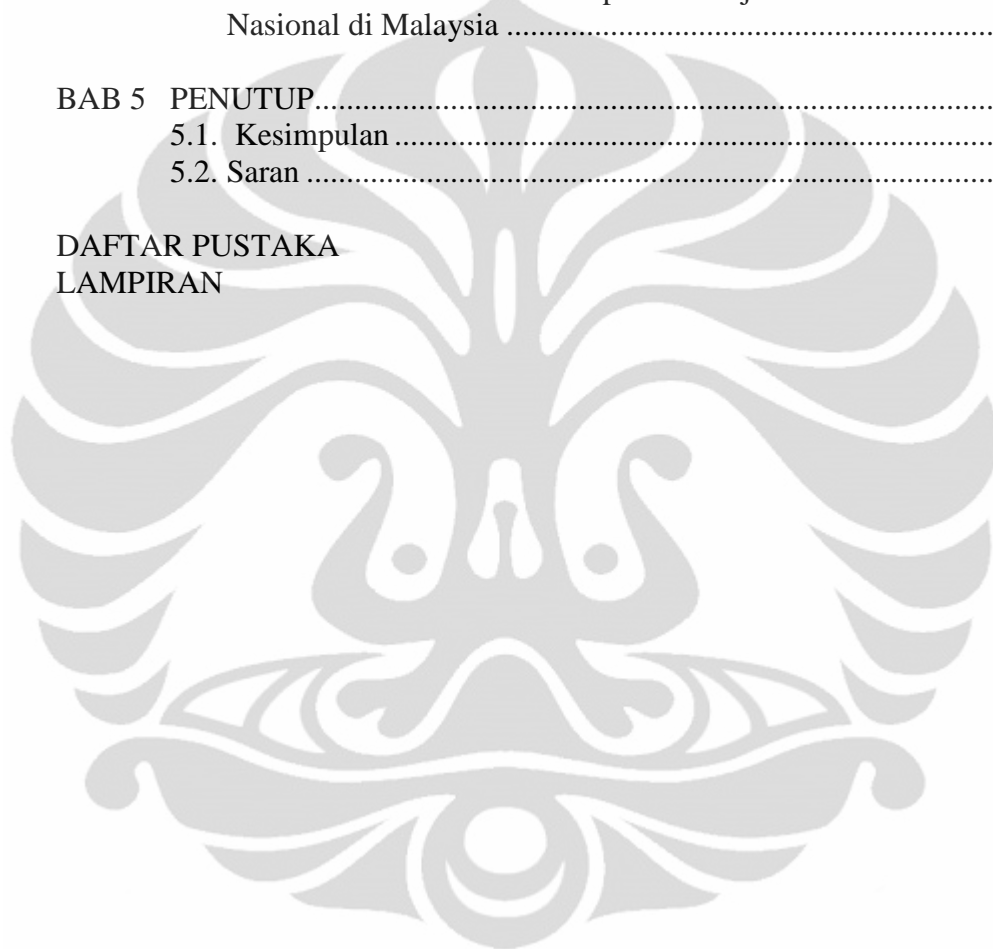 Nasional di Malaysia ..............................................................
BAB 5 PENUTUP......................................................................................
5.1. Kesimpulan ............................................................................
5.2. Saran .......................................................................................
DAFTAR PUSTAKA
LAMPIRAN